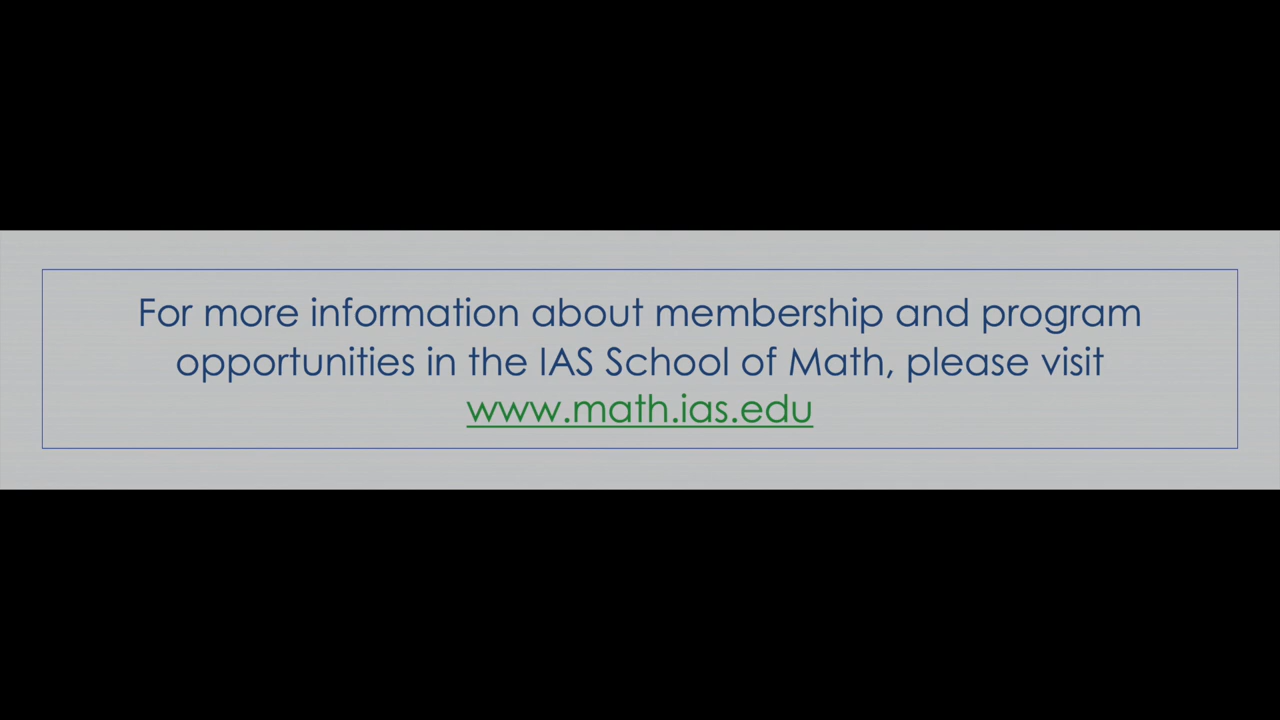 For more information about membership and program
opportunities in the IAS School of Math, please visit
www.math.ias.edu